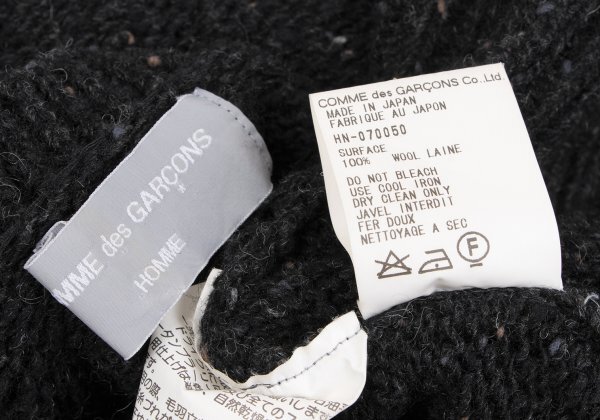 MME des GARÇONS
HOMME
COMME des GARÇONS Co.,Ltd.
MADE IN JAPAN
FABRIQUE AU JAPON
HN-070050
SURFACE
100% WOOL LAINE
DO NOT BLEACH
USE COOL IRON
DRY CLEAN ONLY
JAVEL INTERDIT
FER DOUX
NETTOYAGE A SEC
F